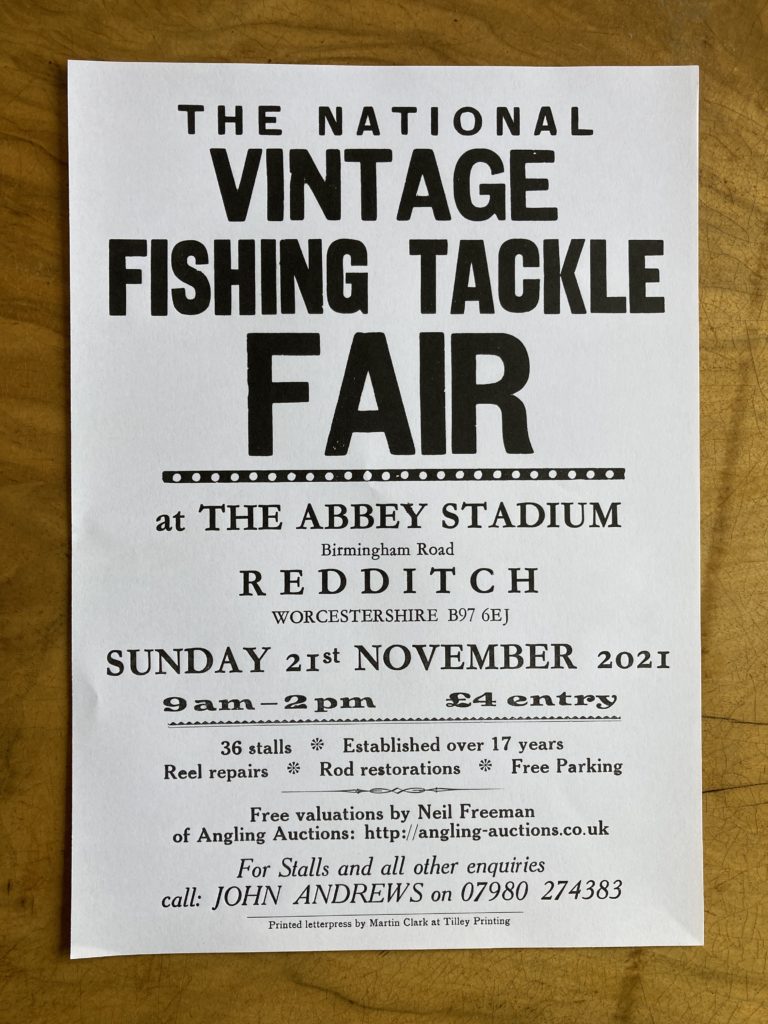 THE NATIONAL
VINTAGE
FISHING TACKLE
FAIR
at THE ABBEY STADIUM
Birmingham Road
REDDITCH
WORCESTERSHIRE B97 6EJ
SUNDAY 21st NOVEMBER 2021
9am–2pm £4 entry
36 stalls ❊ Established over 17 years
Reel repairs ❊ Rod restorations ❊ Free Parking
Free valuations by Neil Freeman
of Angling Auctions: http://angling-auctions.co.uk
For Stalls and all other enquiries
call: JOHN ANDREWS on 07980 274383
Printed letterpress by Martin Clark at Tilley Printing